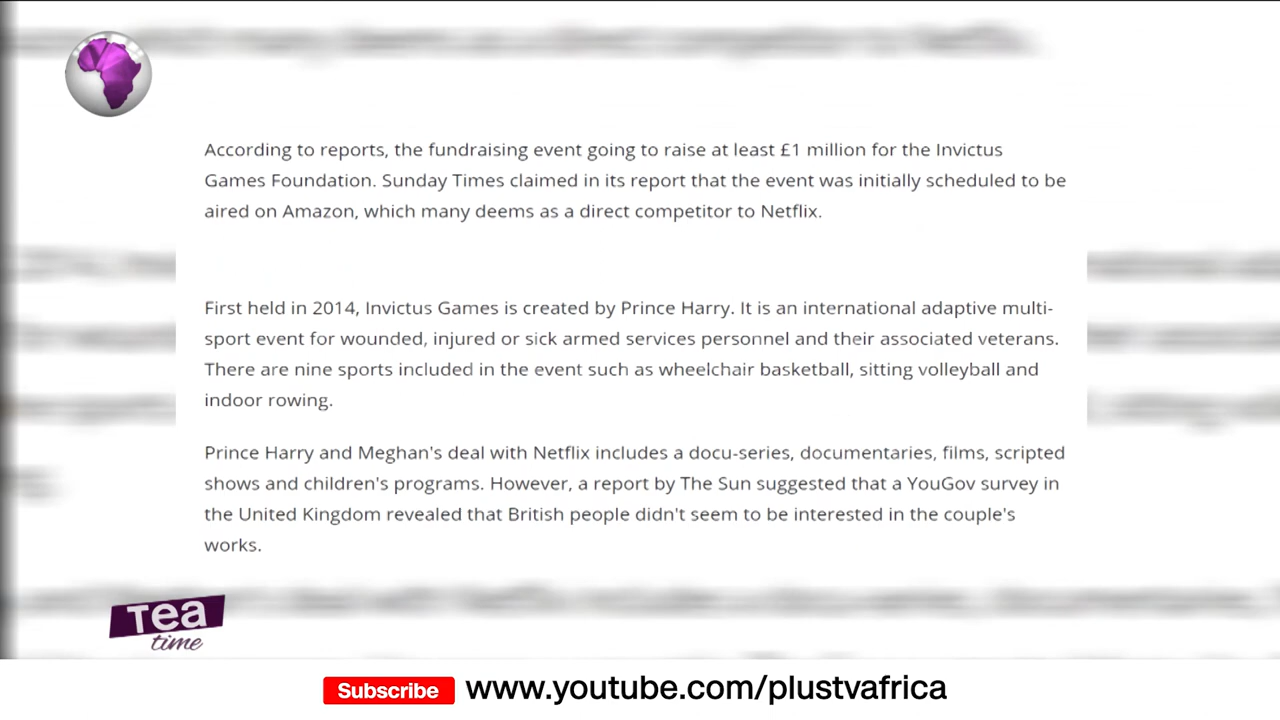 According to reports, the fundraising event going to raise at least £1 million for the Invictus
Games Foundation. Sunday Times claimed in its report that the event was initially scheduled to be
aired on Amazon, which many deems as a direct competitor to Netflix.
First held in 2014, Invictus Games is created by Prince Harry. It is an international adaptive multi-
sport event for wounded, injured or sick armed services personnel and their associated veterans.
There are nine sports included in the event such as wheelchair basketball, sitting volleyball and
indoor rowing.
Prince Harry and Meghan's deal with Netflix includes a docu-series, documentaries, films, scripted
shows and children's programs. However, a report by The Sun suggested that a YouGov survey in
the United Kingdom revealed that British people didn't seem to be interested in the couple's
works.
Tea
time
Subscribe www.youtube.com/plustvafrica